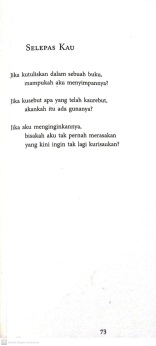 SELEPAS KAU
Jika kutuliskan dalam sebuah buku,
mampukah aku menyimpannya?
Jika kusebut apa yang telah kaurebut,
akankah itu ada gunanya?
Jika aku menginginkannya,
bisakah aku tak pernah merasakan
yang kini ingin tak lagi kurisaukan?
73